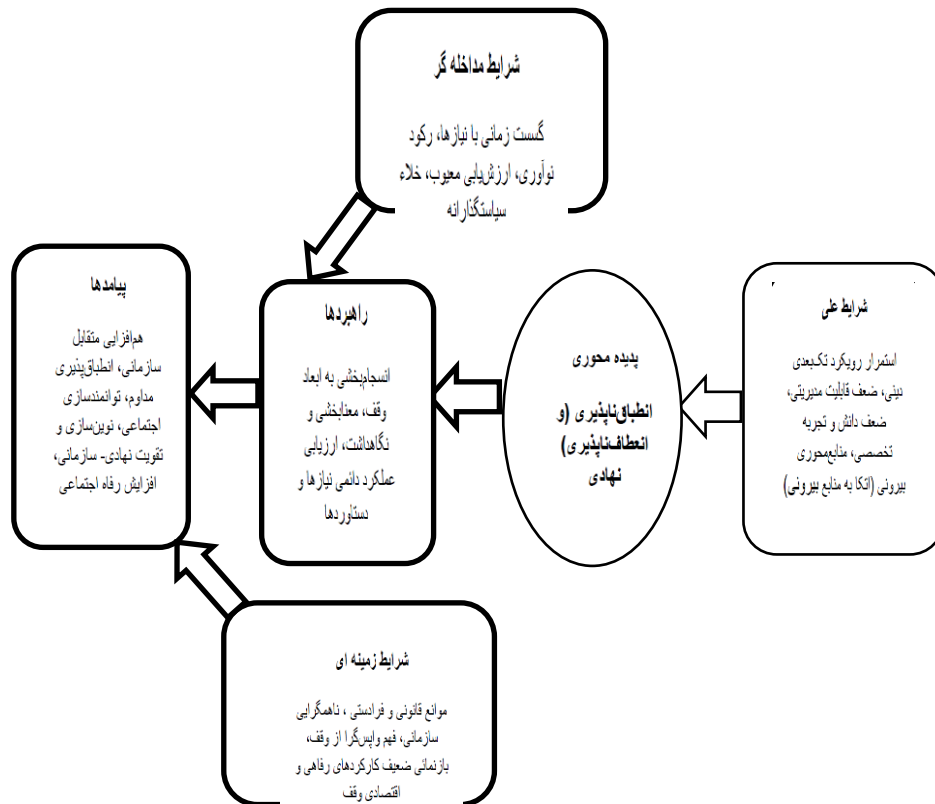 شرایط مداخله گر
گسست زمانی با نیازها، رکود
نوآوری، ارزش‌یابی معیوب، خلاء
سیاستگذارانه
شرایط علی
استمرار رویکرد تک‌بعدی
دینی، ضعف قابلیت مدیریتی،
ضعف دانش و تجربه
تخصصی، منابع‌محوری
بیرونی (اتکا به منابع بیرونی)
پدیده محوری
انطباق‌ناپذیری (و
انعطاف‌ناپذیری)
نهادی
راهبردها
انسجام‌بخشی به ابعاد
وقف، معنابخشی و
نگاهداشت، ارزیابی
عملکرد دائمی نیازها و
دستاوردها
پیامدها
هم‌افزایی متقابل
سازمانی، انطباق‌پذیری
مداوم، توانمندسازی
اجتماعی، نوین‌سازی و
تقویت نهادی- سازمانی،
افزایش رفاه اجتماعی
شرایط زمینه ای
موانع قانونی و فرادستی ، ناهمگرایی
سازمانی، فهم واپس‌گرا از وقف،
بازنمائی ضعیف کارکردهای رفاهی و
اقتصادی وقف